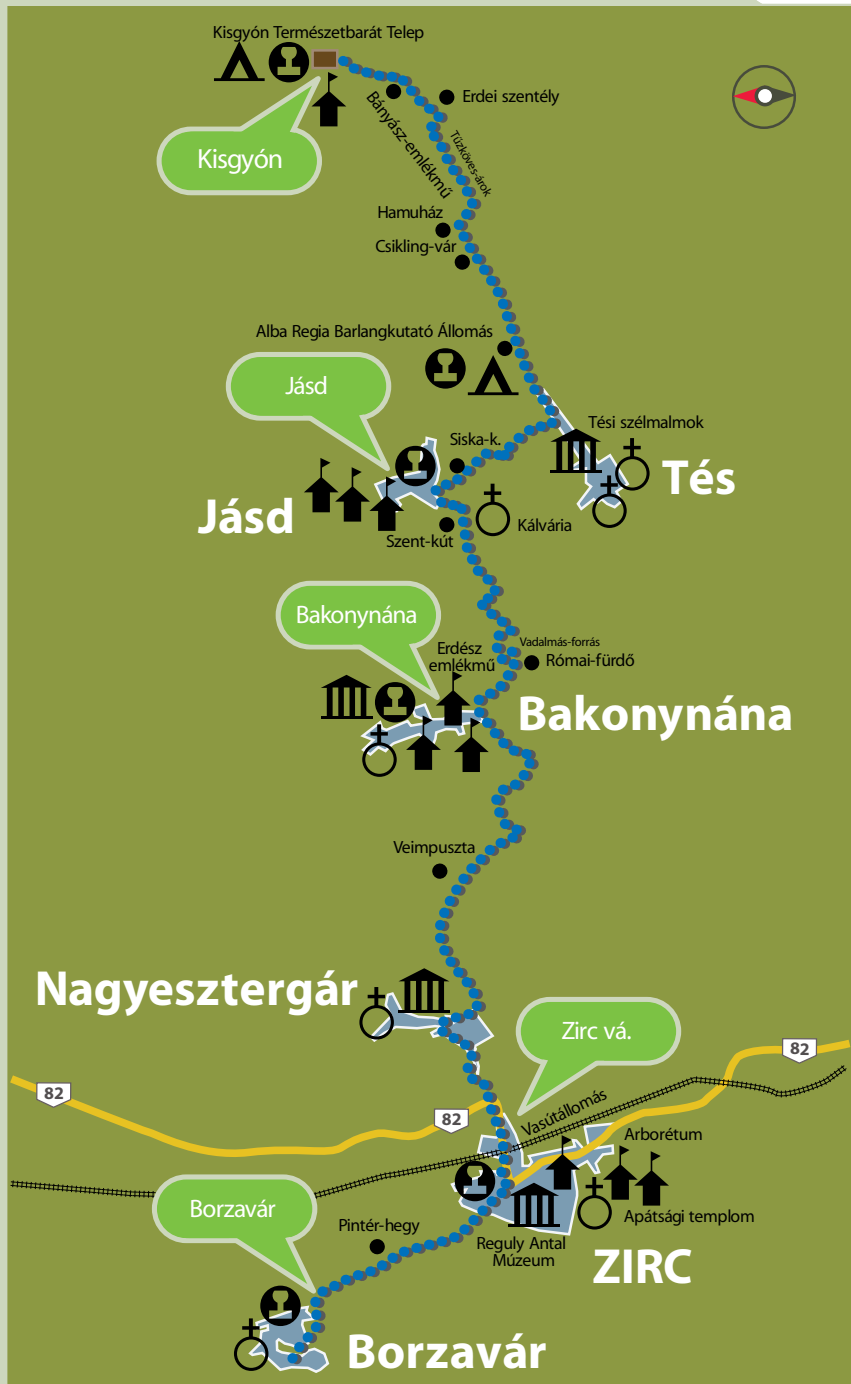 Kisgyón Természetbarát Telep
Erdei szentély
Bányász-emlékmű
Tűzköves-árok
Kisgyón
Hamuház
Csikling-vár
Alba Regia Barlangkutató Állomás
Jásd
Tési szélmalmok
Siska-k.
Tés
Jásd
Kálvária
Szent-kút
Bakonynána
Vadalmás-forrás
Erdész
emlékmű
Római-fürdő
Bakonynána
Veimpuszta
Nagyesztergár
Zirc vá.
82
82
82
Vasútállomás
Arborétum
Borzavár
Pintér-hegy
Apátsági templom
Reguly Antal
Múzeum
ZIRC
Borzavár